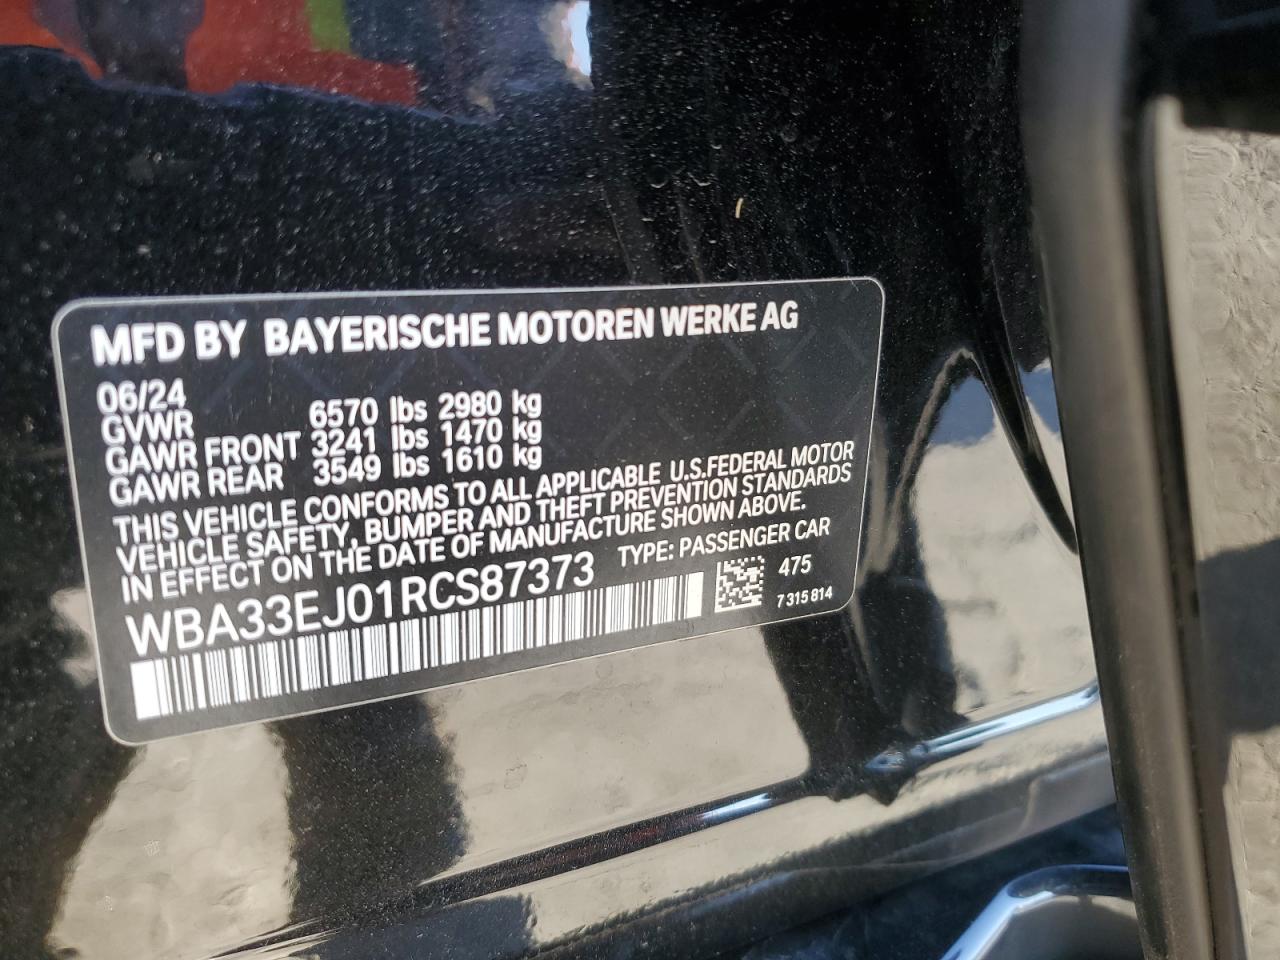 MFD BY BAYERISCHE MOTOREN WERKE AG
06/24
GVWR 6570 lbs 2980 kg
GAWR FRONT 3241 lbs 1470 kg
GAWR REAR 3549 lbs 1610 kg
THIS VEHICLE CONFORMS TO ALL APPLICABLE U.S.FEDERAL MOTOR
VEHICLE SAFETY, BUMPER AND THEFT PREVENTION STANDARDS
IN EFFECT ON THE DATE OF MANUFACTURE SHOWN ABOVE.
WBA33EJ01RCS87373 TYPE: PASSENGER CAR
475
7 315 814